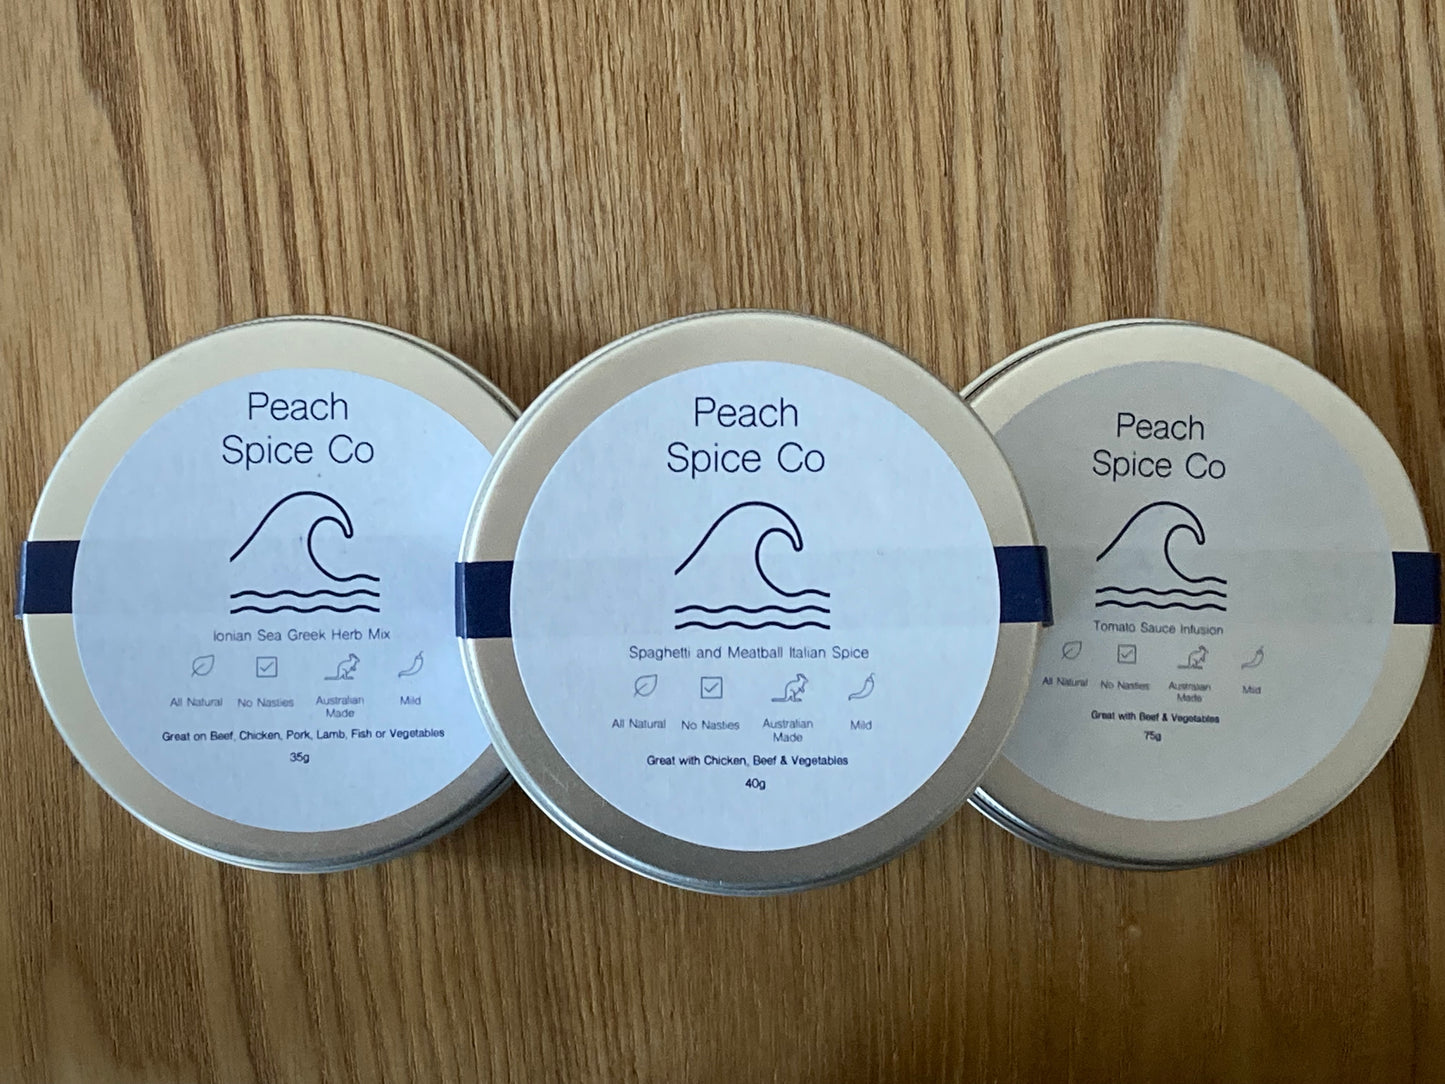 Peach
Spice Co
Ionian Sea Greek Herb Mix
All Natural
No Nasties
Australian
Made
Mild
Great on Beef, Chicken, Pork, Lamb, Fish or Vegetables
35g
Peach
Spice Co
Spaghetti and Meatball Italian Spice
All Natural
No Nasties
Australian
Made
Mild
Great with Chicken, Beef & Vegetables
40g
Peach
Spice Co
Tomato Sauce Infusion
All Natural
No Nasties
Australian
Made
Mild
Great with Beef & Vegetables
75g